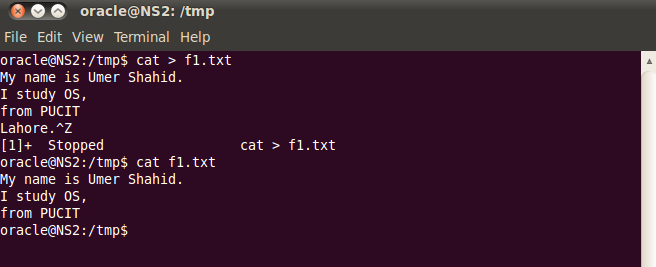 oracle@NS2: /tmp
File Edit View Terminal Help
oracle@NS2:/tmp$ cat > f1.txt
My name is Umer Shahid.
I study OS,
from PUCIT
Lahore.^Z
[1]+  Stopped                 cat > f1.txt
oracle@NS2:/tmp$ cat f1.txt
My name is Umer Shahid.
I study OS,
from PUCIT
oracle@NS2:/tmp$